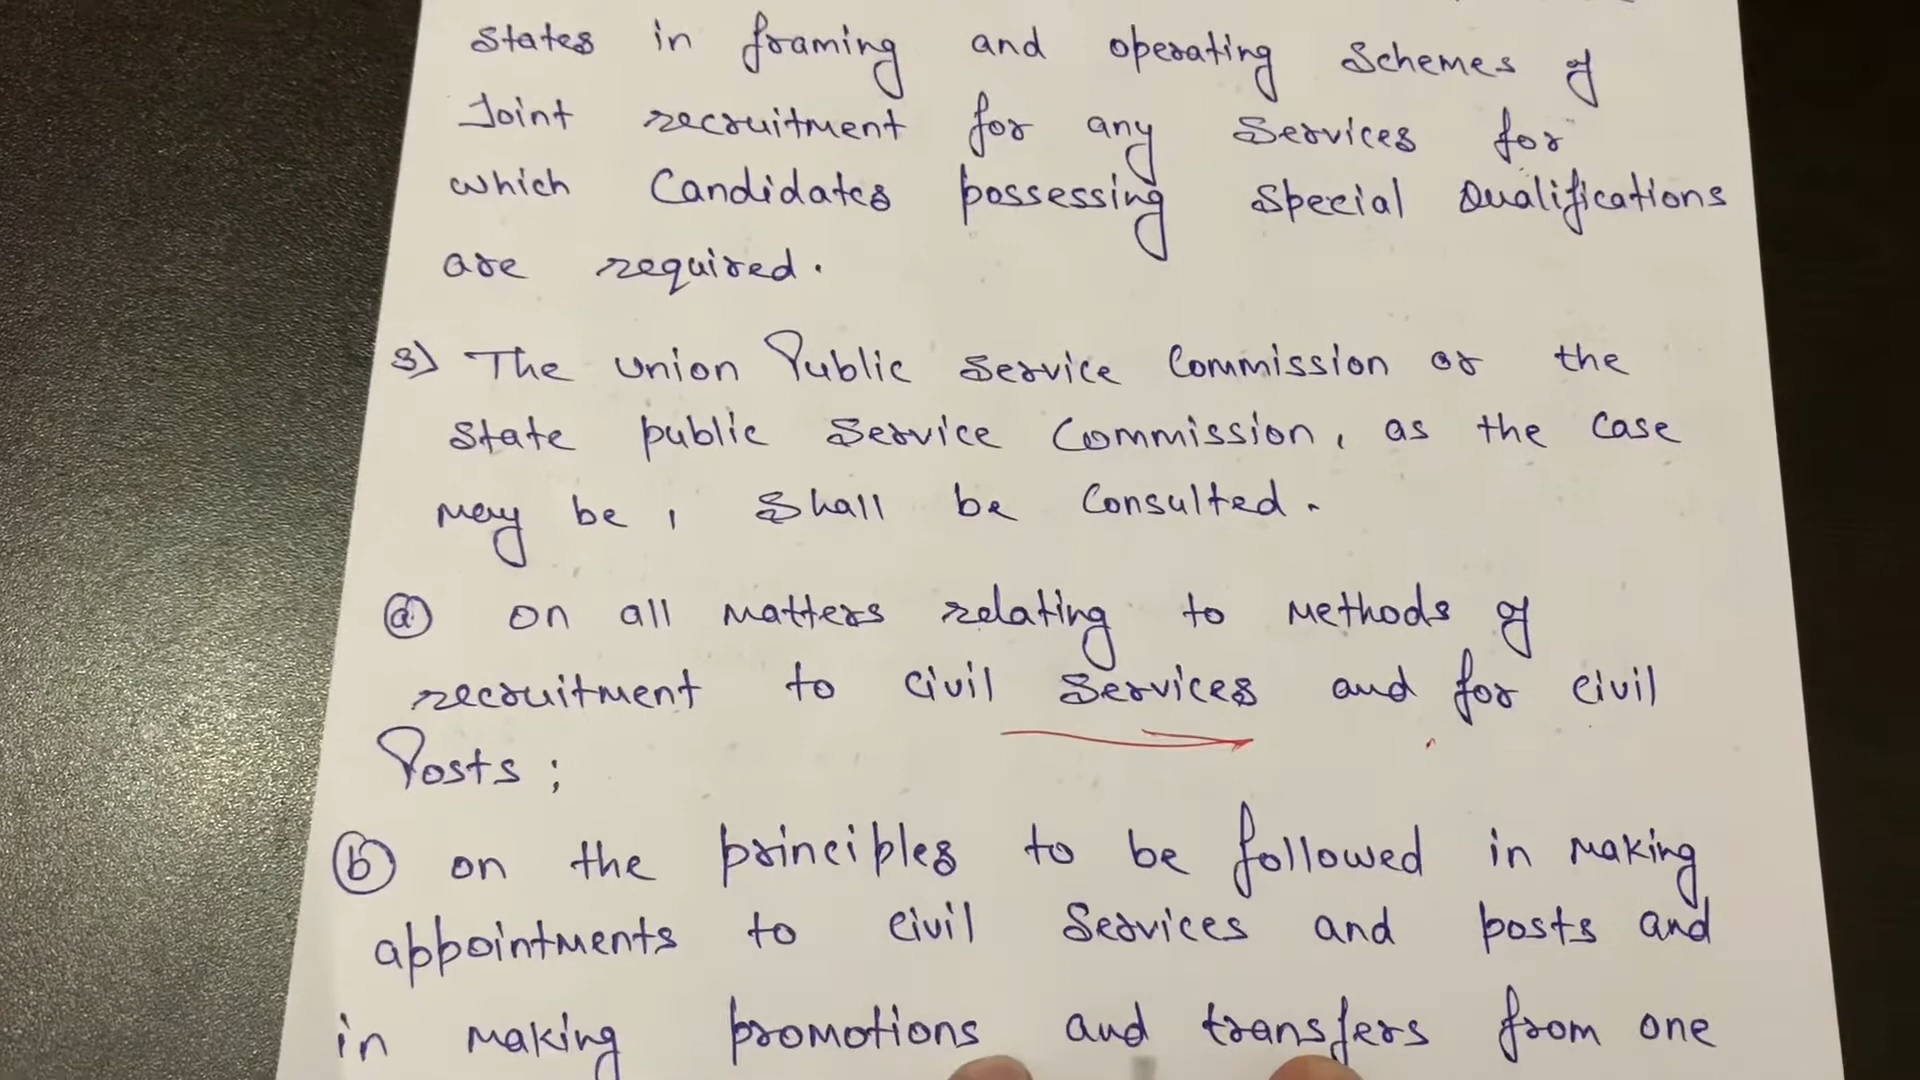 States in framing and operating Schemes of
Joint recruitment for any Services for
which Candidates possessing Special Qualifications
are required.
3) The Union Public Service Commission or the
State public Service Commission, as the Case
may be, Shall be Consulted.
(a) on all matters relating to methods of
recruitment to Civil Services and for Civil
Posts;
(b) on the principles to be followed in making
appointments to Civil Services and posts and
in making promotions and transfers from one